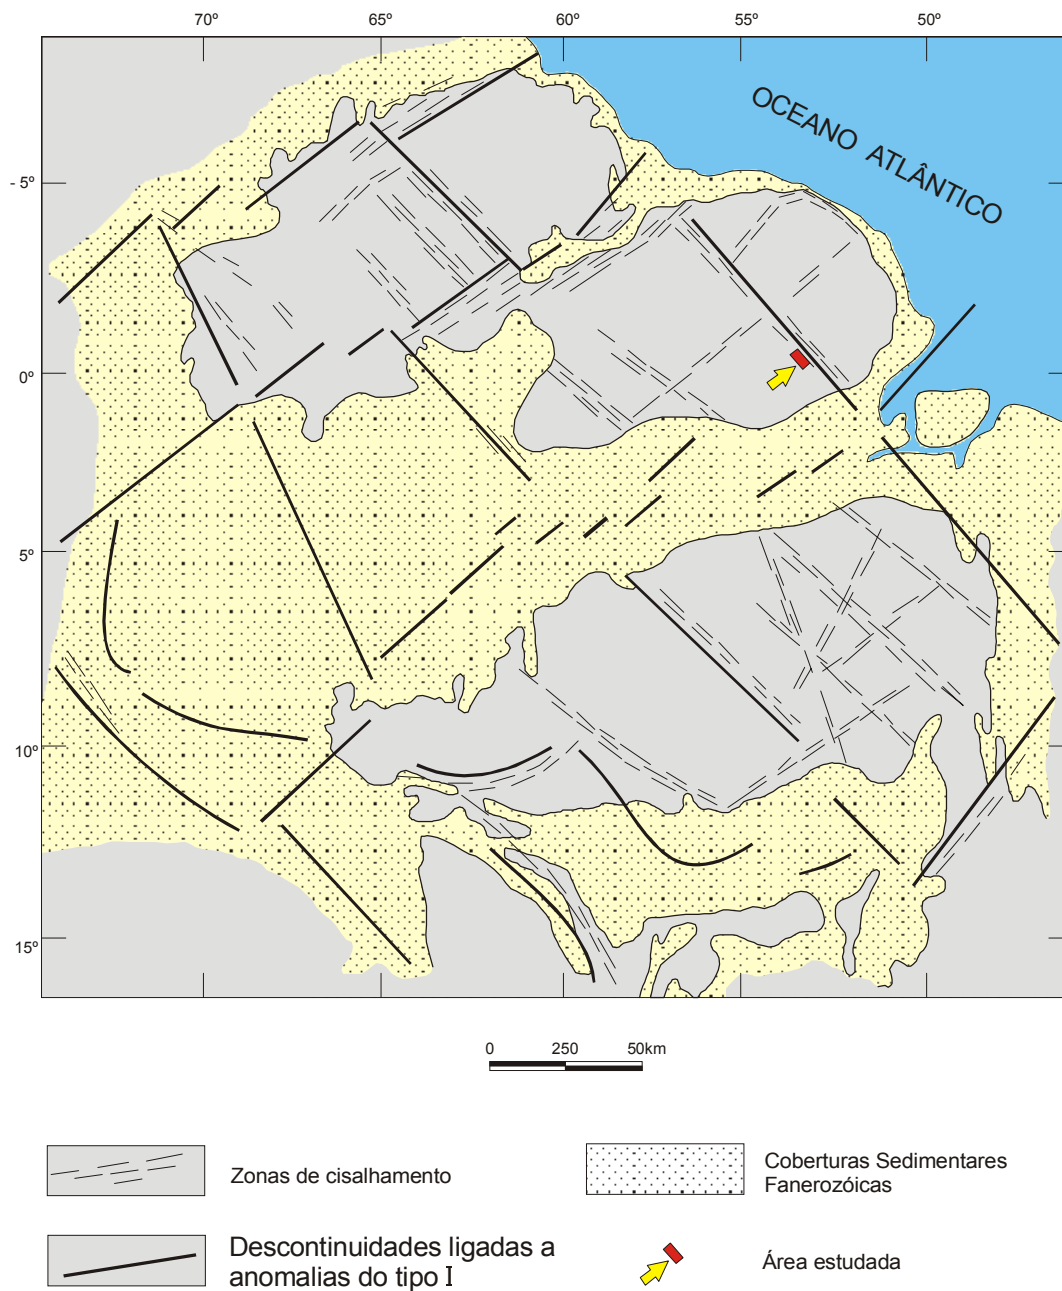 70º 65º 60º 55º 50º
OCEANO ATLÂNTICO
- 5º
0º
5º
10º
15º
0 250 50km
Zonas de cisalhamento
Coberturas Sedimentares
Fanerozóicas
Descontinuidades ligadas a
anomalias do tipo I
Área estudada